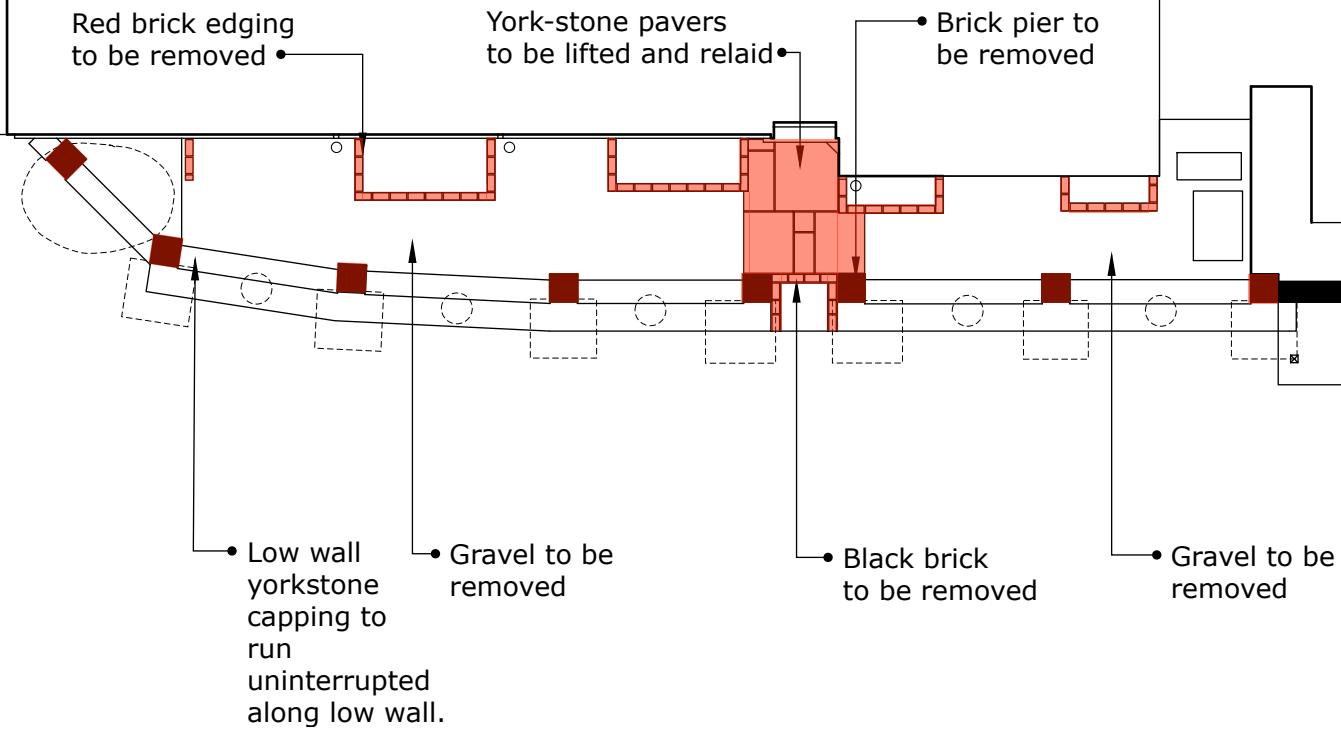 Red brick edging
to be removed
York-stone pavers
to be lifted and relaid
Brick pier to
be removed
Low wall
yorkstone
capping to
run
uninterrupted
along low wall.
Gravel to be
removed
Black brick
to be removed
Gravel to be
removed